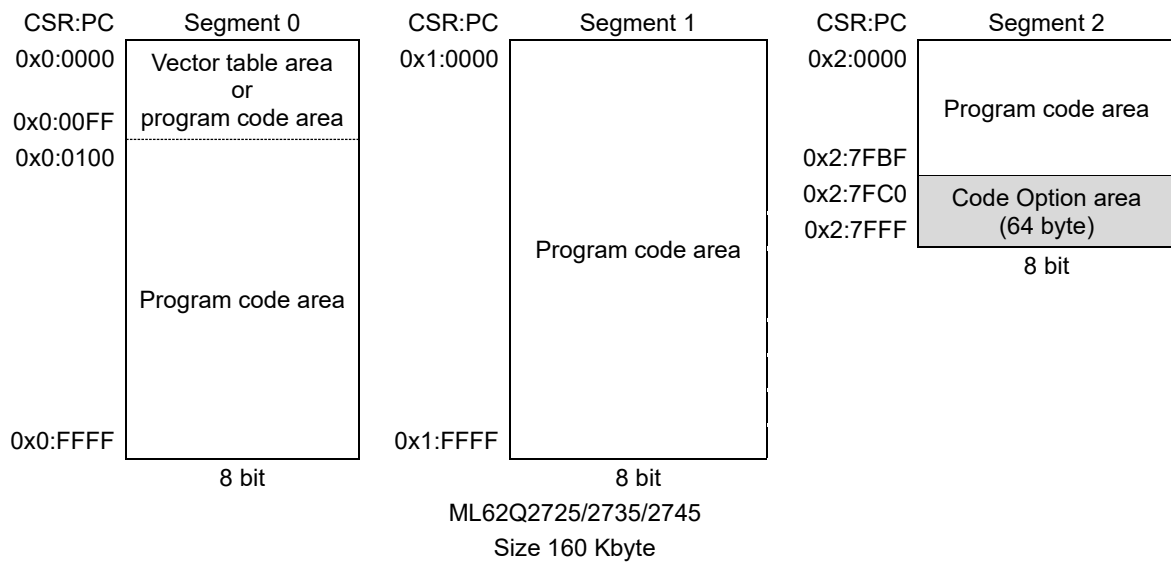 CSR:PC Segment 0
0x0:0000
Vector table area
or
program code area
0x0:00FF
0x0:0100
Program code area
0x0:FFFF
8 bit
CSR:PC Segment 1
0x1:0000
Program code area
0x1:FFFF
8 bit
CSR:PC Segment 2
0x2:0000
Program code area
0x2:7FBF
0x2:7FC0
Code Option area
(64 byte)
0x2:7FFF
8 bit
ML62Q2725/2735/2745
Size 160 Kbyte